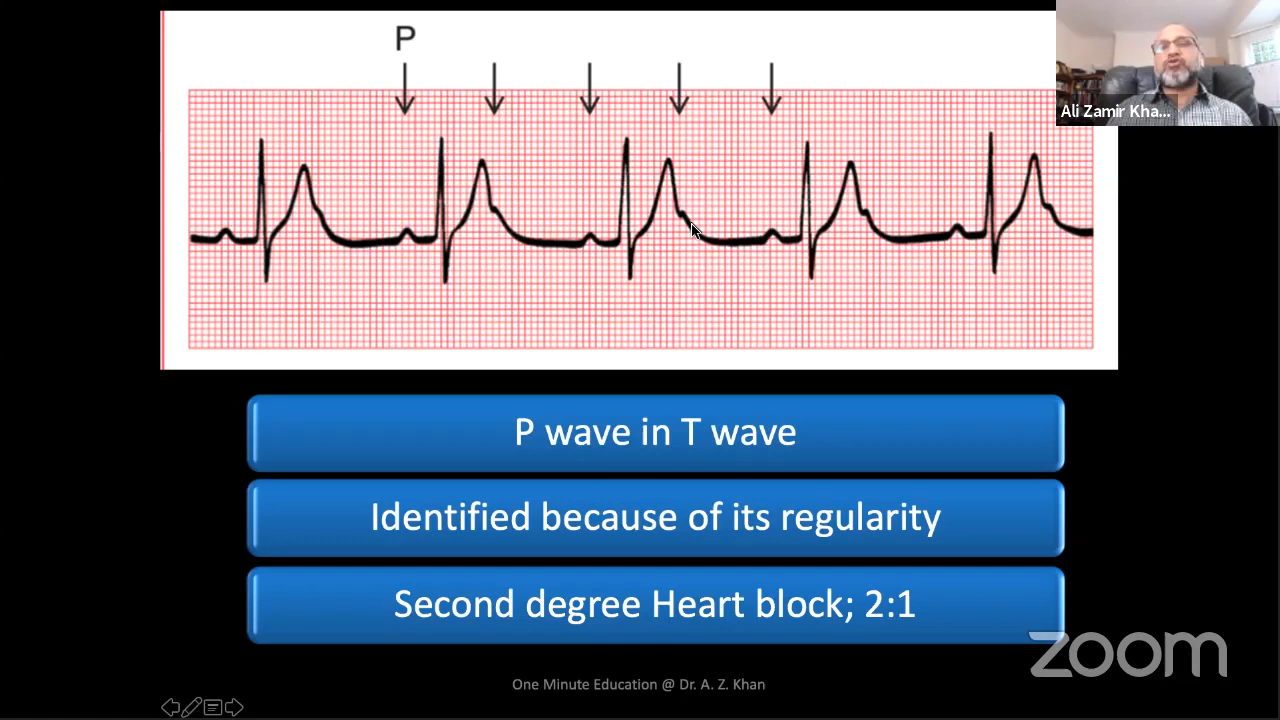 P
Ali Zamir Kha...
P wave in T wave
Identified because of its regularity
Second degree Heart block; 2:1
zoom
One Minute Education @ Dr. A. Z. Khan